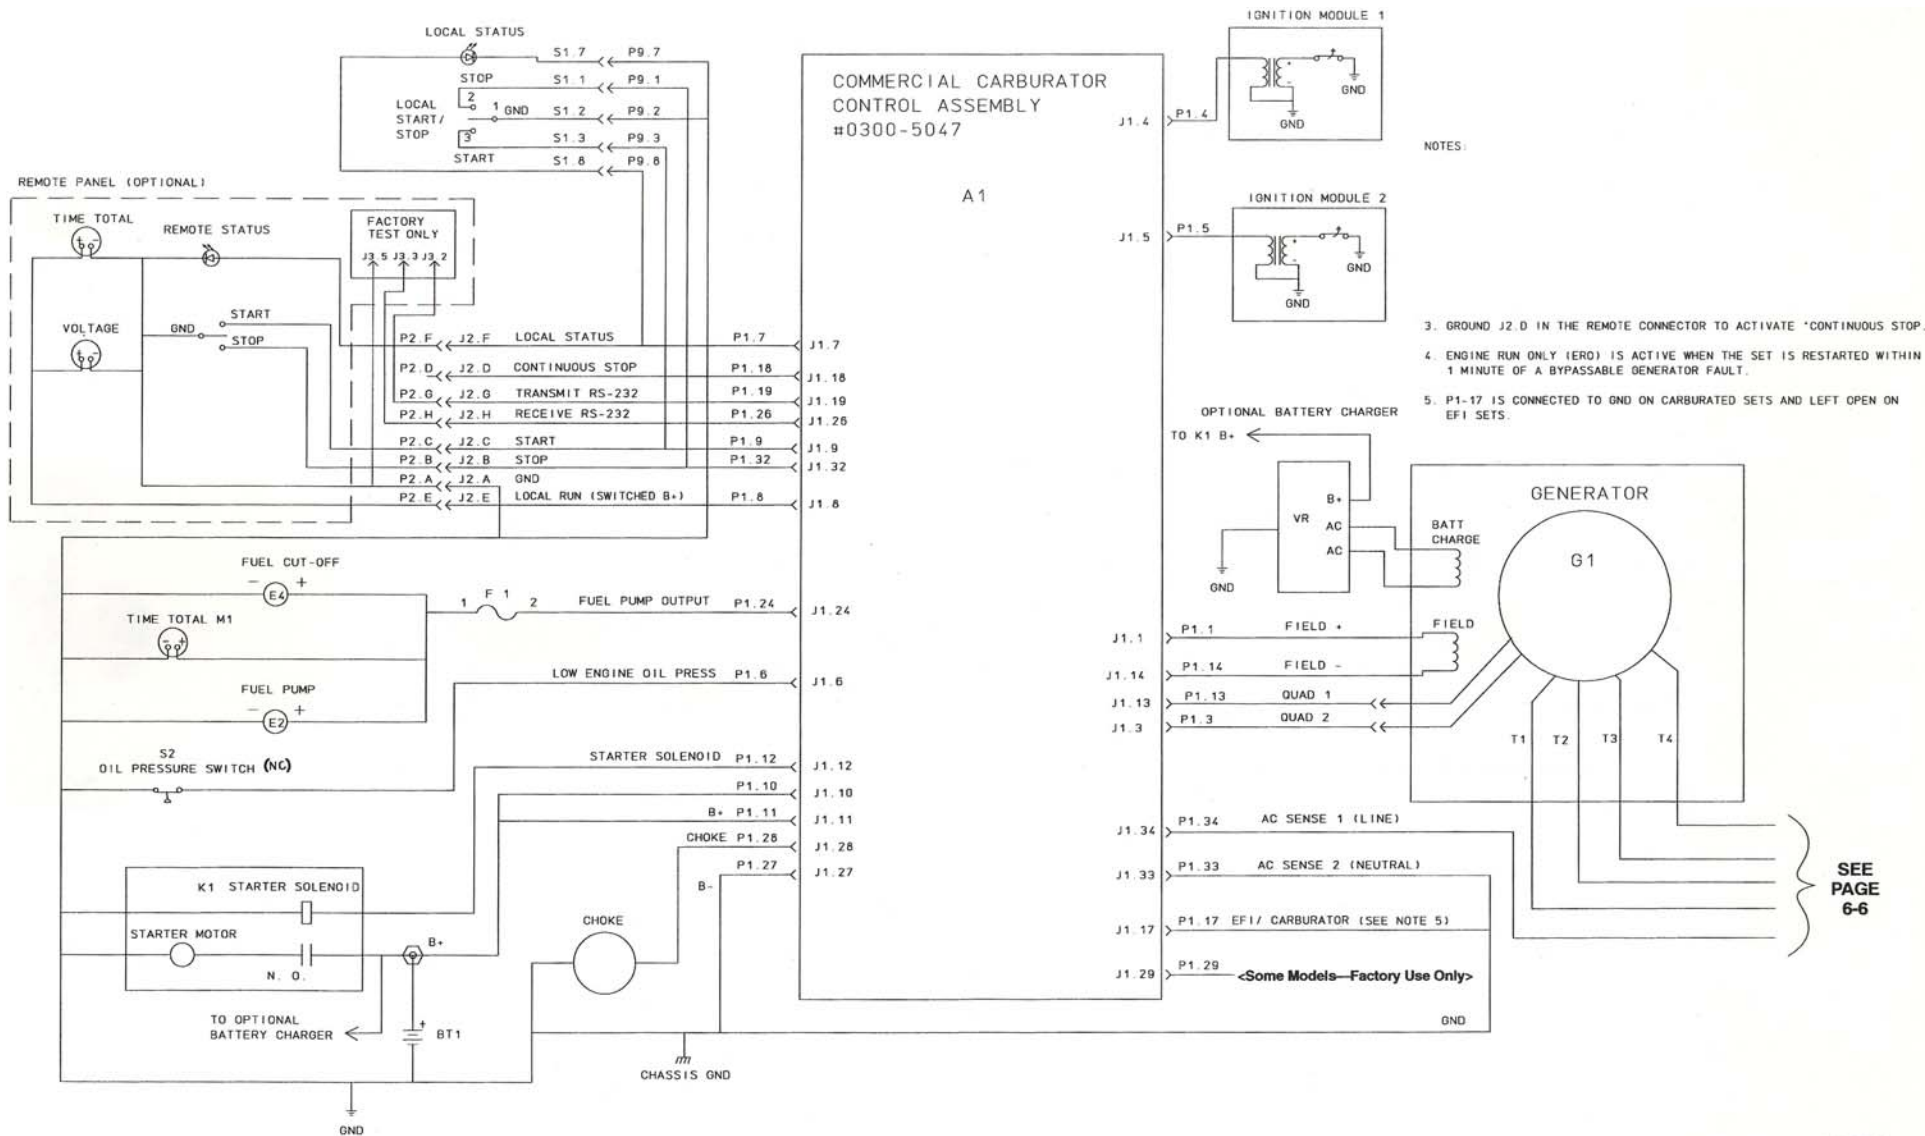 IGNITION MODULE 1
GND
GND
LOCAL STATUS
S1.7 P9.7
STOP S1.1 P9.1
LOCAL START/ STOP
2
1 GND S1.2 P9.2
3
S1.3 P9.3
START S1.8 P9.8
COMMERCIAL CARBURATOR
CONTROL ASSEMBLY
#0300-5047
A1
J1.4 P1.4
NOTES:
IGNITION MODULE 2
J1.5 P1.5
GND
GND
REMOTE PANEL (OPTIONAL)
TIME TOTAL
+ -
REMOTE STATUS
FACTORY
TEST ONLY
J3.5 J3.3 J3.2
VOLTAGE
+ -
GND
START
STOP
P2.F J2.F LOCAL STATUS P1.7 J1.7
P2.D J2.D CONTINUOUS STOP P1.18 J1.18
P2.G J2.G TRANSMIT RS-232 P1.19 J1.19
P2.H J2.H RECEIVE RS-232 P1.26 J1.26
P2.C J2.C START P1.9 J1.9
P2.B J2.B STOP P1.32 J1.32
P2.A J2.A GND
P2.E J2.E LOCAL RUN (SWITCHED B+) P1.8 J1.8
3. GROUND J2.D IN THE REMOTE CONNECTOR TO ACTIVATE "CONTINUOUS STOP.
4. ENGINE RUN ONLY (ERO) IS ACTIVE WHEN THE SET IS RESTARTED WITHIN
1 MINUTE OF A BYPASSABLE GENERATOR FAULT.
5. P1-17 IS CONNECTED TO GND ON CARBURATED SETS AND LEFT OPEN ON
EFI SETS.
OPTIONAL BATTERY CHARGER
TO K1 B+
VR
B+
AC
AC
GND
GENERATOR
G1
BATT
CHARGE
FIELD
FUEL CUT-OFF
- E4 +
1 F 1 2 FUEL PUMP OUTPUT P1.24 J1.24
TIME TOTAL M1
- +
FUEL PUMP
- E2 +
LOW ENGINE OIL PRESS P1.6 J1.6
S2
OIL PRESSURE SWITCH (NC)
J1.1 P1.1 FIELD +
J1.14 P1.14 FIELD -
J1.13 P1.13 QUAD 1
J1.3 P1.3 QUAD 2
T1 T2 T3 T4
STARTER SOLENOID P1.12 J1.12
P1.10 J1.10
B+ P1.11 J1.11
CHOKE P1.28 J1.28
P1.27 J1.27
B-
J1.34 P1.34 AC SENSE 1 (LINE)
J1.33 P1.33 AC SENSE 2 (NEUTRAL)
J1.17 P1.17 EFI/ CARBURATOR (SEE NOTE 5)
J1.29 P1.29 <Some Models—Factory Use Only>
SEE
PAGE
6-6
K1 STARTER SOLENOID
STARTER MOTOR
N. O.
B+
CHOKE
TO OPTIONAL
BATTERY CHARGER
+
BT1
GND
CHASSIS GND
GND